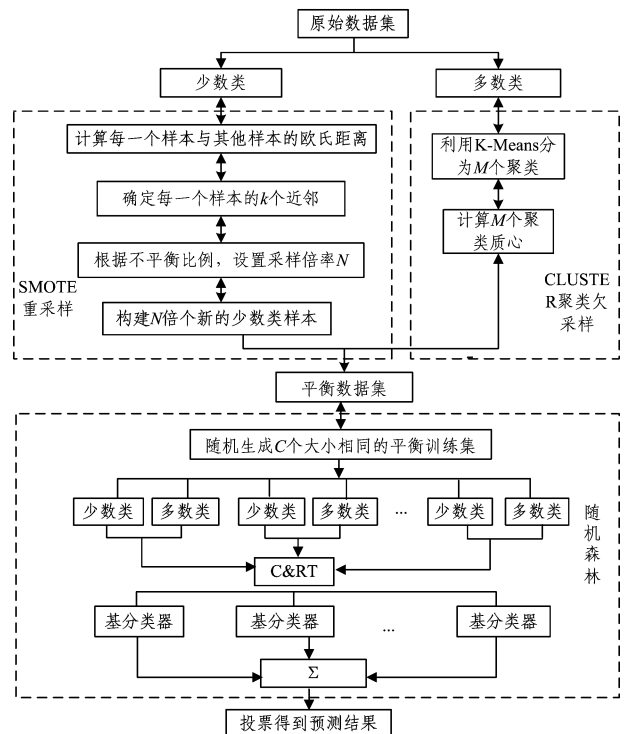 原始数据集
少数类
多数类
计算每一个样本与其他样本的欧氏距离
确定每一个样本的k个近邻
根据不平衡比例，设置采样倍率N
构建N倍个新的少数类样本
SMOTE
重采样
利用K-Means分
为M个聚类
计算M个聚
类质心
CLUSTE
R聚类欠
采样
平衡数据集
随机生成C个大小相同的平衡训练集
少数类 多数类 少数类 多数类 ... 少数类 多数类
C&RT
基分类器 基分类器 ... 基分类器
Σ
随
机
森
林
投票得到预测结果